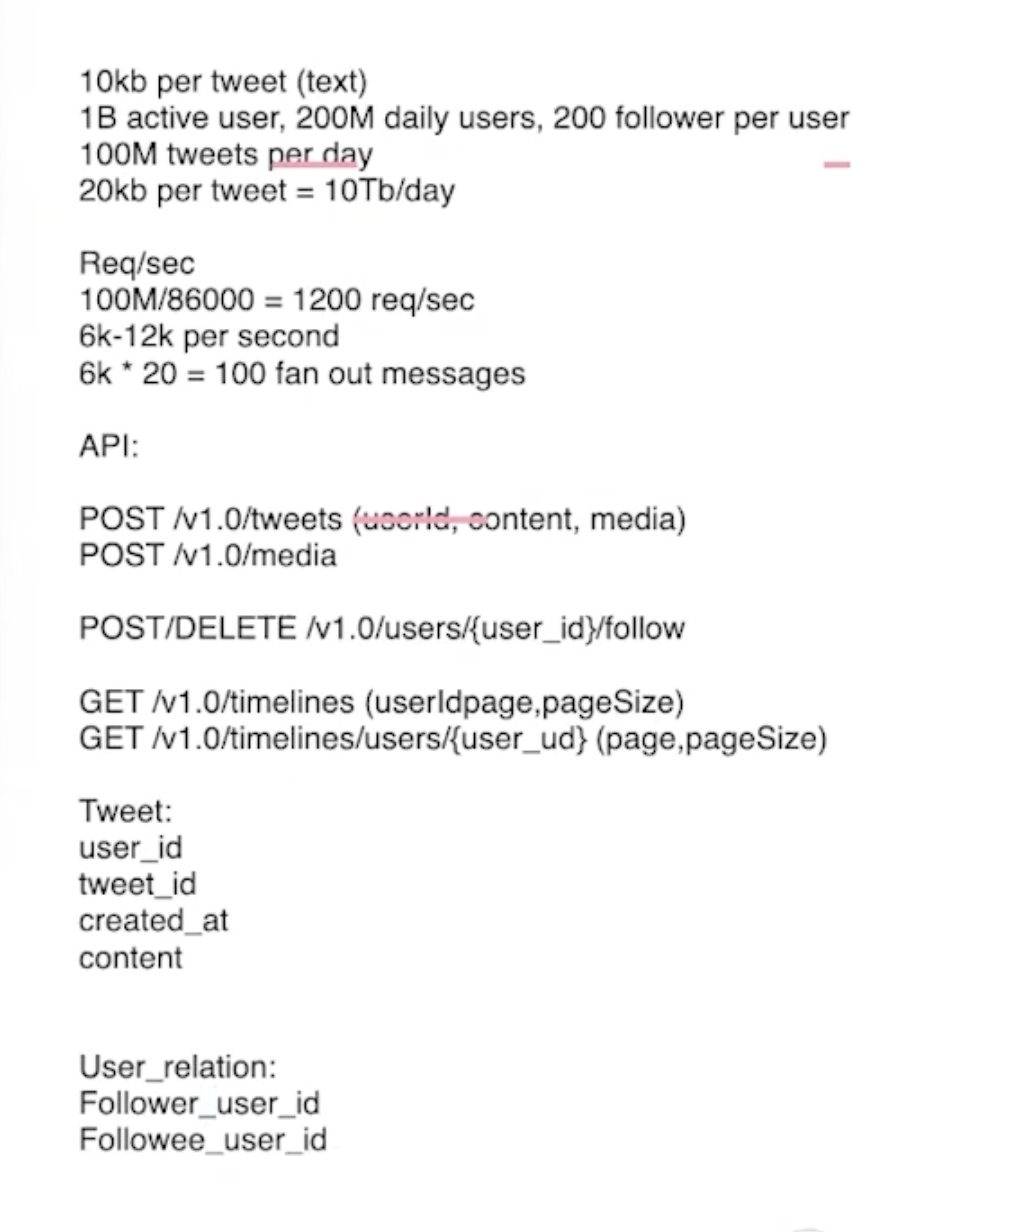 10kb per tweet (text)
1B active user, 200M daily users, 200 follower per user
100M tweets per day
20kb per tweet = 10Tb/day
Req/sec
100M/86000 = 1200 req/sec
6k-12k per second
6k * 20 = 100 fan out messages
API:
POST /v1.0/tweets (userId, content, media)
POST /v1.0/media
POST/DELETE /v1.0/users/{user_id}/follow
GET /v1.0/timelines (userIdpage,pageSize)
GET /v1.0/timelines/users/{user_ud} (page,pageSize)
Tweet:
user_id
tweet_id
created_at
content
User_relation:
Follower_user_id
Followee_user_id